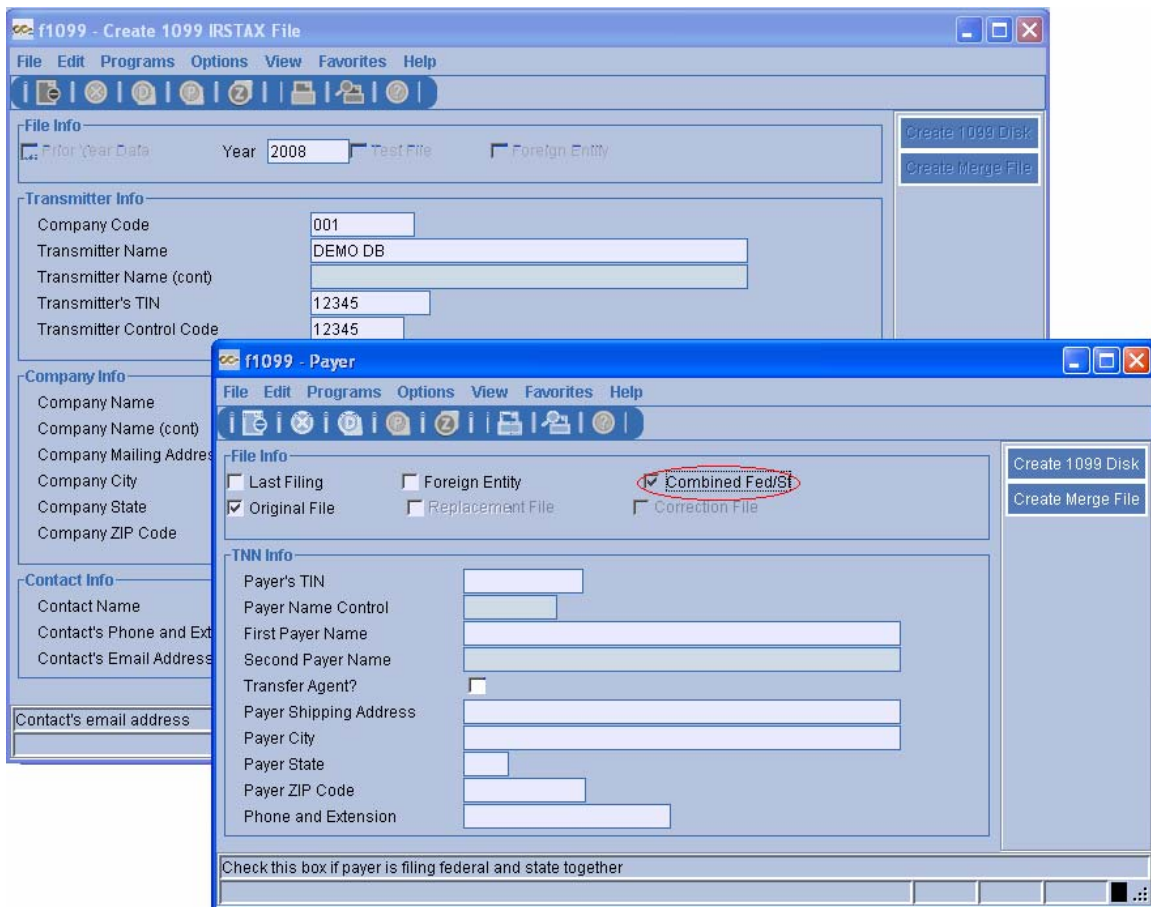 f1099 - Create 1099 IRSTAX File
File Edit Programs Options View Favorites Help
File Info
Prior Year Data Year 2008 Test File Foreign Entity
Create 1099 Disk
Create Merge File
Transmitter Info
Company Code 001
Transmitter Name DEMO DB
Transmitter Name (cont)
Transmitter's TIN 12345
Transmitter Control Code 12345
Company Info
Company Name
Company Name (cont)
Company Mailing Addres
Company City
Company State
Company ZIP Code
Contact Info
Contact Name
Contact's Phone and Ext
Contact's Email Address
Contact's email address
f1099 - Payer
File Edit Programs Options View Favorites Help
File Info
Last Filing Foreign Entity Combined Fed/St
Original File Replacement File Correction File
Create 1099 Disk
Create Merge File
TNN Info
Payer's TIN
Payer Name Control
First Payer Name
Second Payer Name
Transfer Agent?
Payer Shipping Address
Payer City
Payer State
Payer ZIP Code
Phone and Extension
Check this box if payer is filing federal and state together